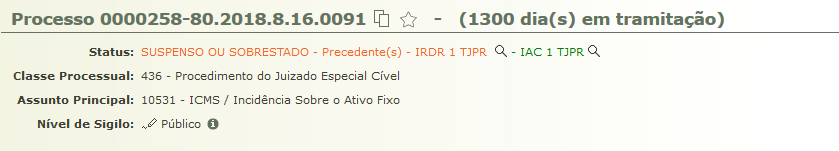 Processo 0000258-80.2018.8.16.0091 - (1300 dia(s) em tramitação)
Status: SUSPENSO OU SOBRESTADO - Precedente(s) - IRDR 1 TJPR - IAC 1 TJPR
Classe Processual: 436 - Procedimento do Juizado Especial Cível
Assunto Principal: 10531 - ICMS / Incidência Sobre o Ativo Fixo
Nível de Sigilo: Público